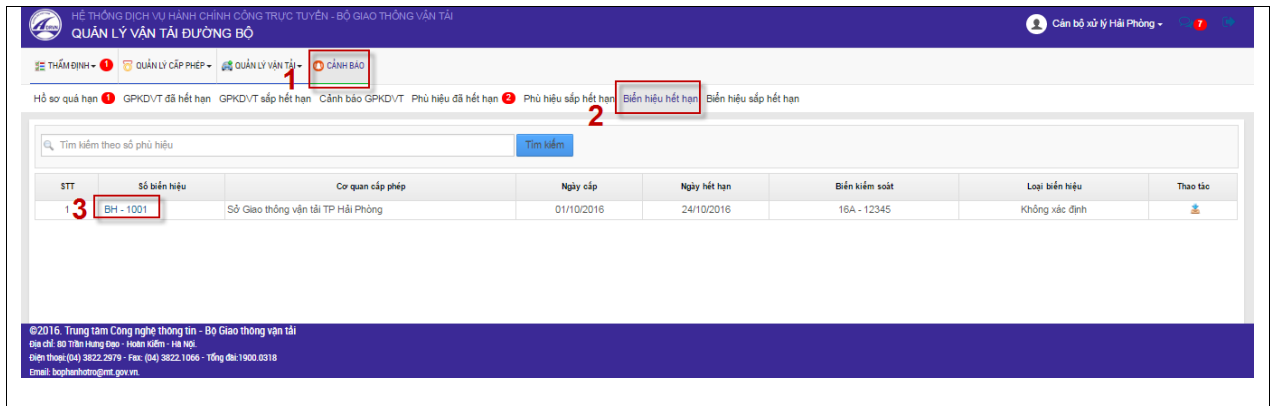 HỆ THỐNG DỊCH VỤ HÀNH CHÍNH CÔNG TRỰC TUYẾN - BỘ GIAO THÔNG VẬN TẢI
QUẢN LÝ VẬN TẢI ĐƯỜNG BỘ
Cán bộ xử lý Hải Phòng
7
THẨM ĐỊNH 1 QUẢN LÝ CẤP PHÉP QUẢN LÝ VẬN TẢI CẢNH BÁO
1
Hồ sơ quá hạn 1 GPKDVT đã hết hạn GPKDVT sắp hết hạn Cảnh báo GPKDVT Phù hiệu đã hết hạn 2 Phù hiệu sắp hết hạn Biển hiệu hết hạn Biển hiệu sắp hết hạn
2
Tìm kiếm theo số phù hiệu Tìm kiếm
STT Số biển hiệu Cơ quan cấp phép Ngày cấp Ngày hết hạn Biển kiểm soát Loại biển hiệu Thao tác
1 BH - 1001 Sở Giao thông vận tải TP Hải Phòng 01/10/2016 24/10/2016 16A - 12345 Không xác định
3
©2016. Trung tâm Công nghệ thông tin - Bộ Giao thông vận tải
Địa chỉ: 80 Trần Hưng Đạo - Hoàn Kiếm - Hà Nội.
Điện thoại:(04) 3822.2979 - Fax: (04) 3822.1066 - Tổng đài:1900.0318
Email: bophanhotro@mt.gov.vn.